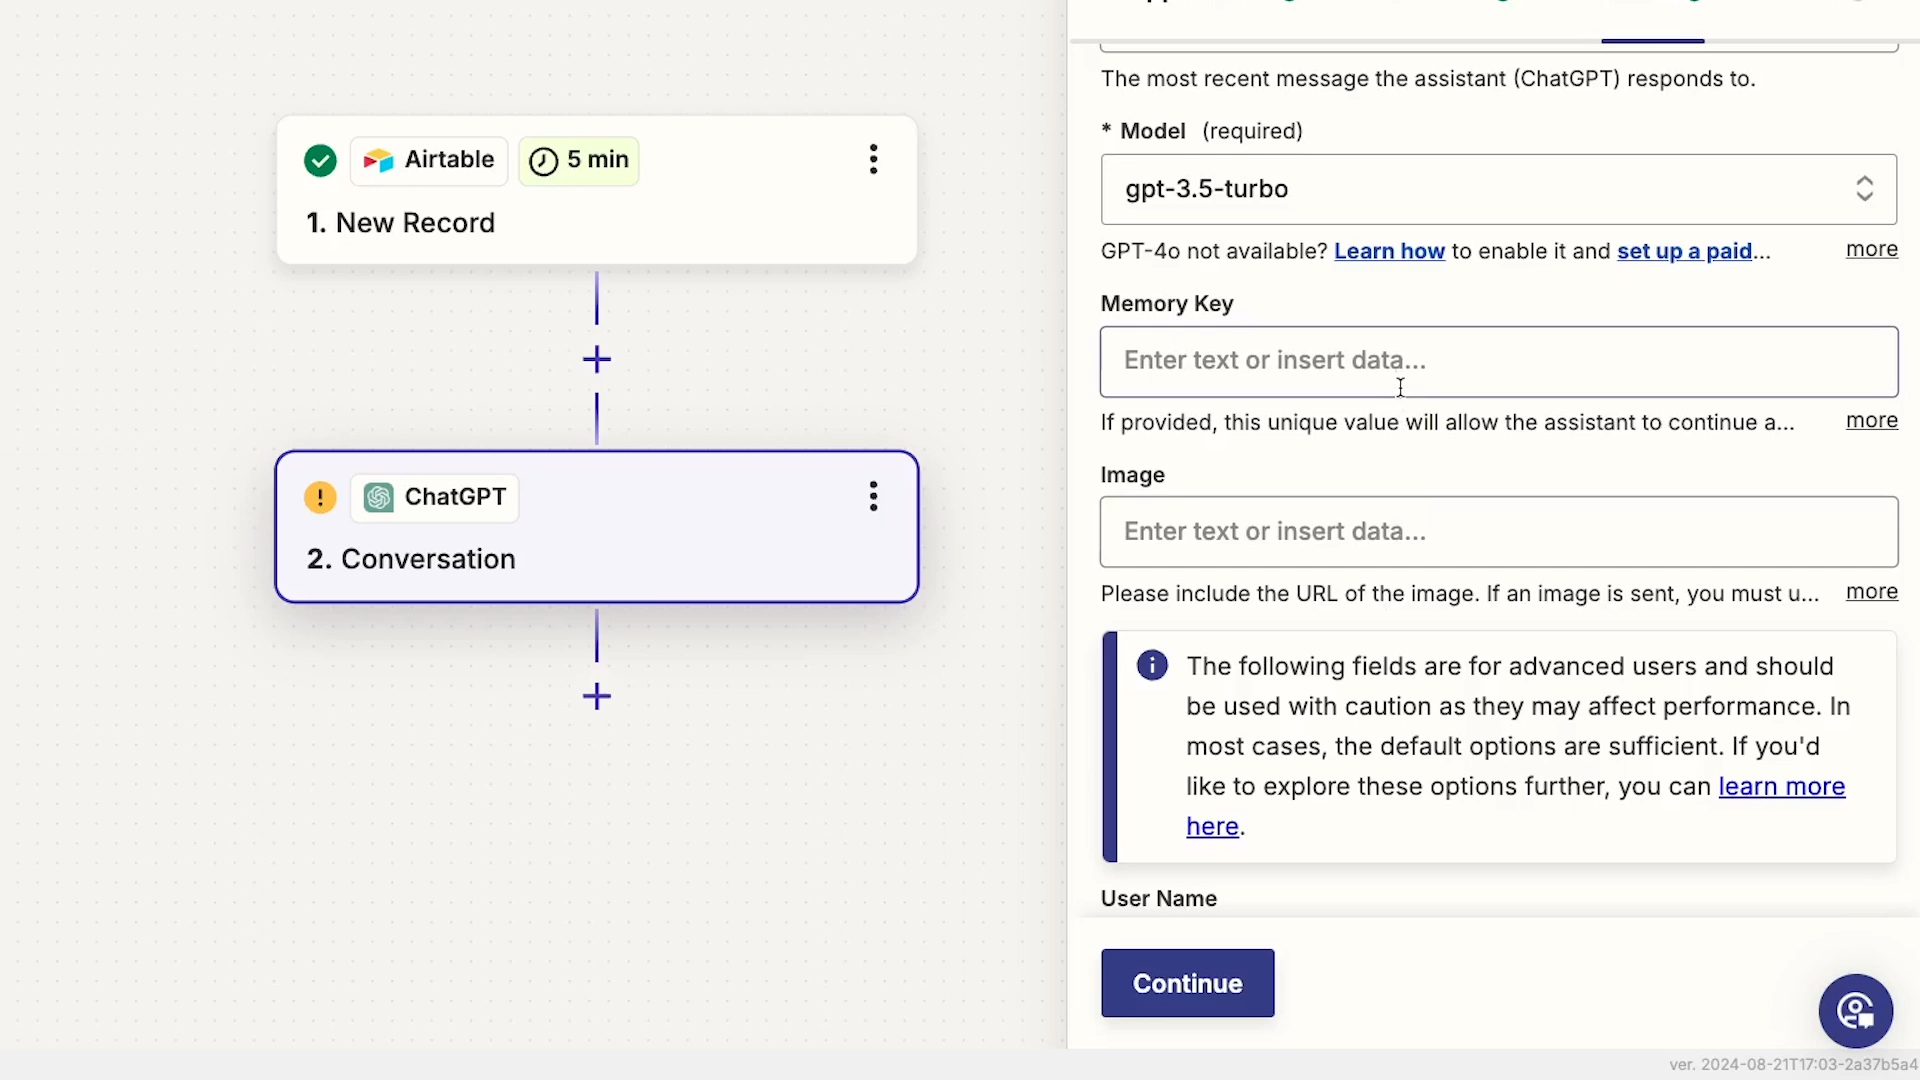 Airtable
5 min
1. New Record
ChatGPT
2. Conversation
The most recent message the assistant (ChatGPT) responds to.
* Model (required)
gpt-3.5-turbo
GPT-4o not available? Learn how to enable it and set up a paid... more
Memory Key
Enter text or insert data...
If provided, this unique value will allow the assistant to continue a... more
Image
Enter text or insert data...
Please include the URL of the image. If an image is sent, you must u... more
The following fields are for advanced users and should
be used with caution as they may affect performance. In
most cases, the default options are sufficient. If you'd
like to explore these options further, you can learn more
here.
User Name
Continue
ver. 2024-08-21T17:03-2a37b5a4